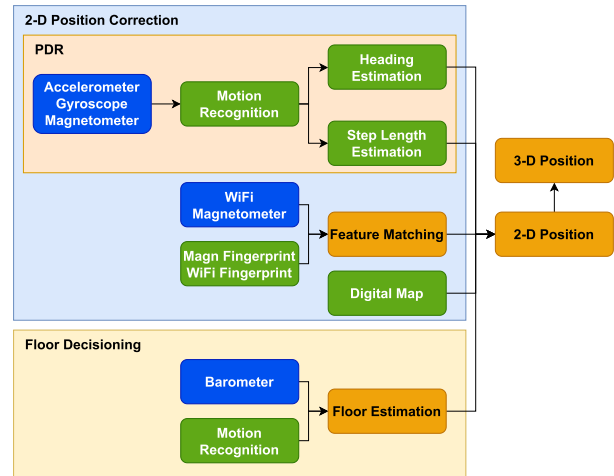 2-D Position Correction
PDR
Accelerometer
Gyroscope
Magnetometer
Motion
Recognition
Heading
Estimation
Step Length
Estimation
WiFi
Magnetometer
Magn Fingerprint
WiFi Fingerprint
Feature Matching
Digital Map
3-D Position
2-D Position
Floor Decisioning
Barometer
Motion
Recognition
Floor Estimation